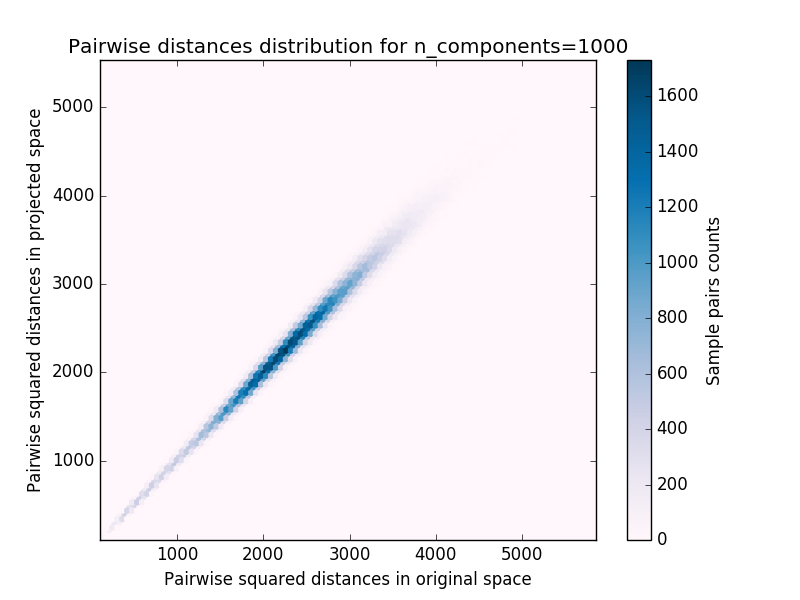 Pairwise distances distribution for n_components=1000
Pairwise squared distances in projected space
5000
4000
3000
2000
1000
1000 2000 3000 4000 5000
Pairwise squared distances in original space
1600
1400
1200
1000
800
600
400
200
0
Sample pairs counts